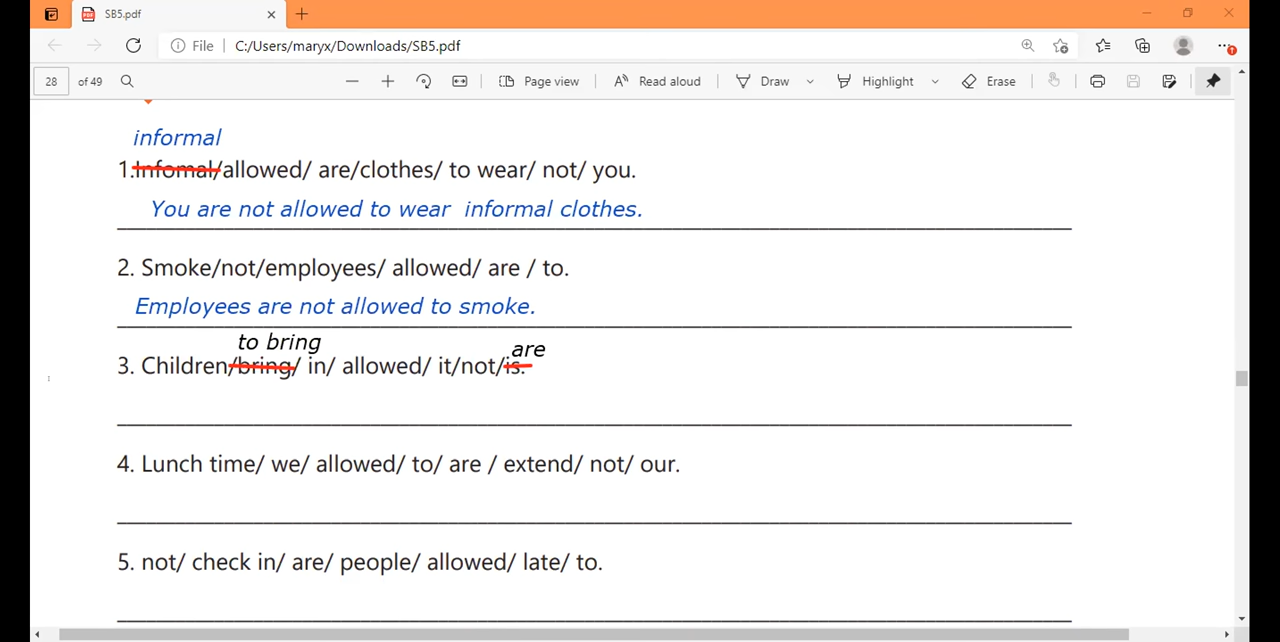 SB5.pdf
File C:/Users/maryx/Downloads/SB5.pdf
28 of 49 Page view Read aloud Draw Highlight Erase
informal
1.Infomal/allowed/ are/clothes/ to wear/ not/ you.
You are not allowed to wear informal clothes.
2. Smoke/not/employees/ allowed/ are / to.
Employees are not allowed to smoke.
to bring are
3. Children/bring/ in/ allowed/ it/not/is.
4. Lunch time/ we/ allowed/ to/ are / extend/ not/ our.
5. not/ check in/ are/ people/ allowed/ late/ to.